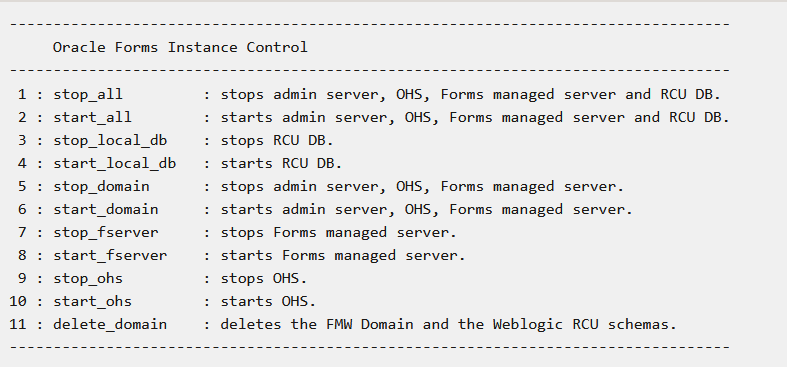 --------------------------------------------------------------------------------
     Oracle Forms Instance Control
--------------------------------------------------------------------------------
 1 : stop_all         : stops admin server, OHS, Forms managed server and RCU DB.
 2 : start_all        : starts admin server, OHS, Forms managed server and RCU DB.
 3 : stop_local_db    : stops RCU DB.
 4 : start_local_db   : starts RCU DB.
 5 : stop_domain      : stops admin server, OHS, Forms managed server.
 6 : start_domain     : starts admin server, OHS, Forms managed server.
 7 : stop_fserver     : stops Forms managed server.
 8 : start_fserver    : starts Forms managed server.
 9 : stop_ohs         : stops OHS.
10 : start_ohs        : starts OHS.
11 : delete_domain    : deletes the FMW Domain and the Weblogic RCU schemas.
--------------------------------------------------------------------------------